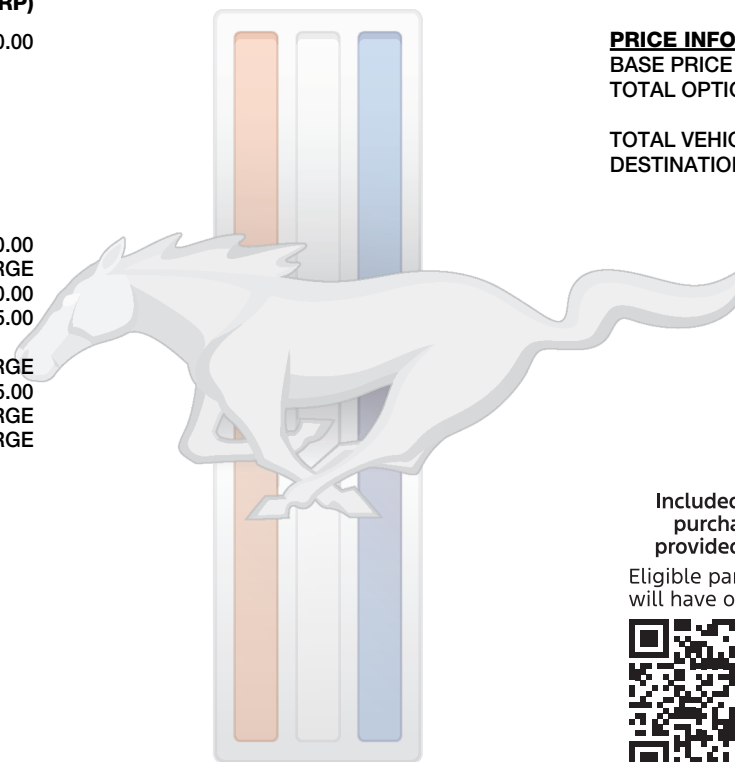 RP)
0.00
0.00
RGE
0.00
5.00
RGE
5.00
RGE
RGE
PRICE INFO
BASE PRICE
TOTAL OPTIO
TOTAL VEHIC
DESTINATION
Included
purcha
provided
Eligible par
will have o